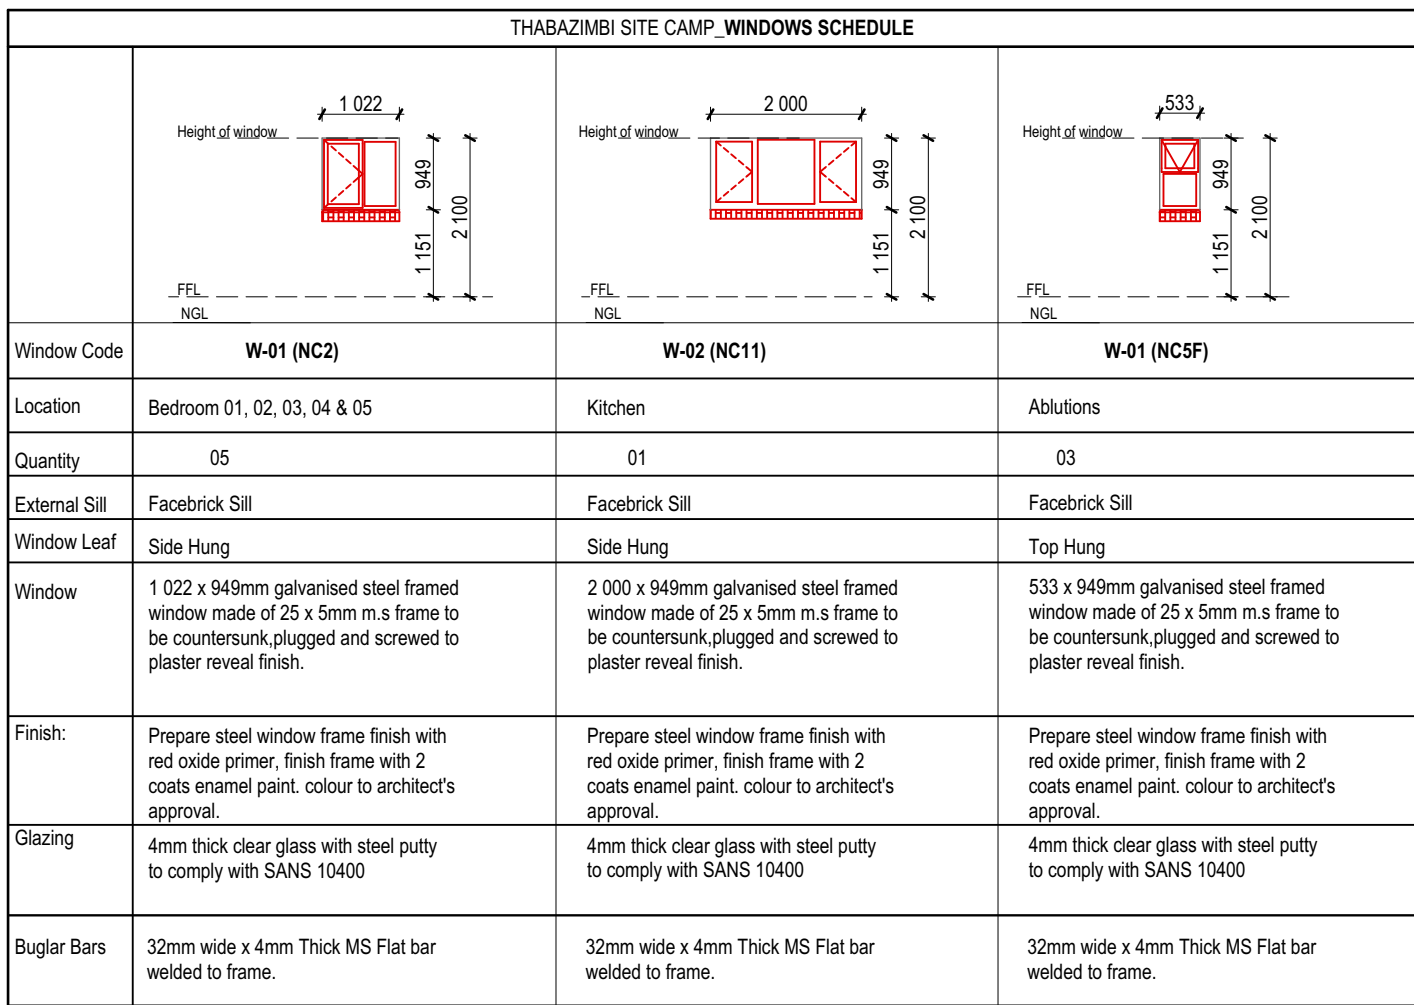 THABAZIMBI SITE CAMP_WINDOWS SCHEDULE
1 022
Height of window
949
2 100
1 151
FFL
NGL
2 000
Height of window
949
2 100
1 151
FFL
NGL
533
Height of window
949
2 100
1 151
FFL
NGL
Window Code
W-01 (NC2)
W-02 (NC11)
W-01 (NC5F)
Location
Bedroom 01, 02, 03, 04 & 05
Kitchen
Ablutions
Quantity
05
01
03
External Sill
Facebrick Sill
Facebrick Sill
Facebrick Sill
Window Leaf
Side Hung
Side Hung
Top Hung
Window
1 022 x 949mm galvanised steel framed
window made of 25 x 5mm m.s frame to
be countersunk,plugged and screwed to
plaster reveal finish.
2 000 x 949mm galvanised steel framed
window made of 25 x 5mm m.s frame to
be countersunk,plugged and screwed to
plaster reveal finish.
533 x 949mm galvanised steel framed
window made of 25 x 5mm m.s frame to
be countersunk,plugged and screwed to
plaster reveal finish.
Finish:
Prepare steel window frame finish with
red oxide primer, finish frame with 2
coats enamel paint. colour to architect's
approval.
Prepare steel window frame finish with
red oxide primer, finish frame with 2
coats enamel paint. colour to architect's
approval.
Prepare steel window frame finish with
red oxide primer, finish frame with 2
coats enamel paint. colour to architect's
approval.
Glazing
4mm thick clear glass with steel putty
to comply with SANS 10400
4mm thick clear glass with steel putty
to comply with SANS 10400
4mm thick clear glass with steel putty
to comply with SANS 10400
Buglar Bars
32mm wide x 4mm Thick MS Flat bar
welded to frame.
32mm wide x 4mm Thick MS Flat bar
welded to frame.
32mm wide x 4mm Thick MS Flat bar
welded to frame.